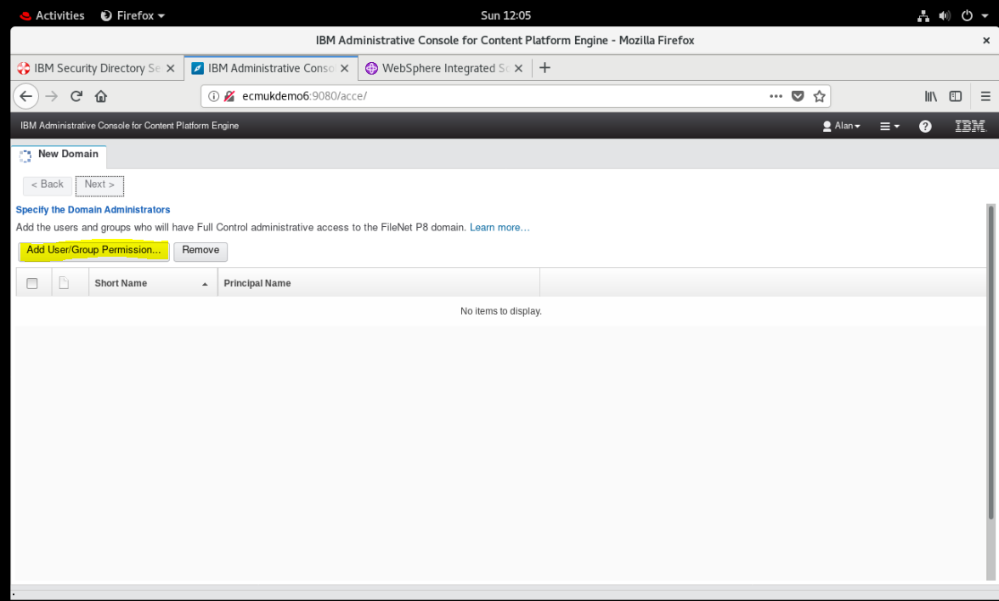 Activities Firefox Sun 12:05
IBM Administrative Console for Content Platform Engine - Mozilla Firefox
IBM Security Directory Se IBM Administrative Conso WebSphere Integrated So
ecmukdemo6:9080/acce/
IBM Administrative Console for Content Platform Engine Alan IBM
New Domain
< Back Next >
Specify the Domain Administrators
Add the users and groups who will have Full Control administrative access to the FileNet P8 domain. Learn more...
Add User/Group Permission... Remove
Short Name Principal Name
No items to display.